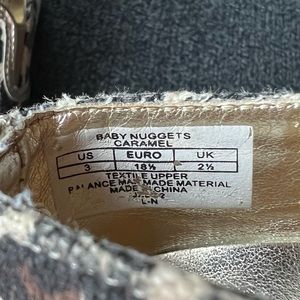 BABY NUGGETS
CARAMEL
US EURO UK
3 18½ 2½
TEXTILE UPPER
BALANCE MAN MADE MATERIAL
MADE IN CHINA
L-N